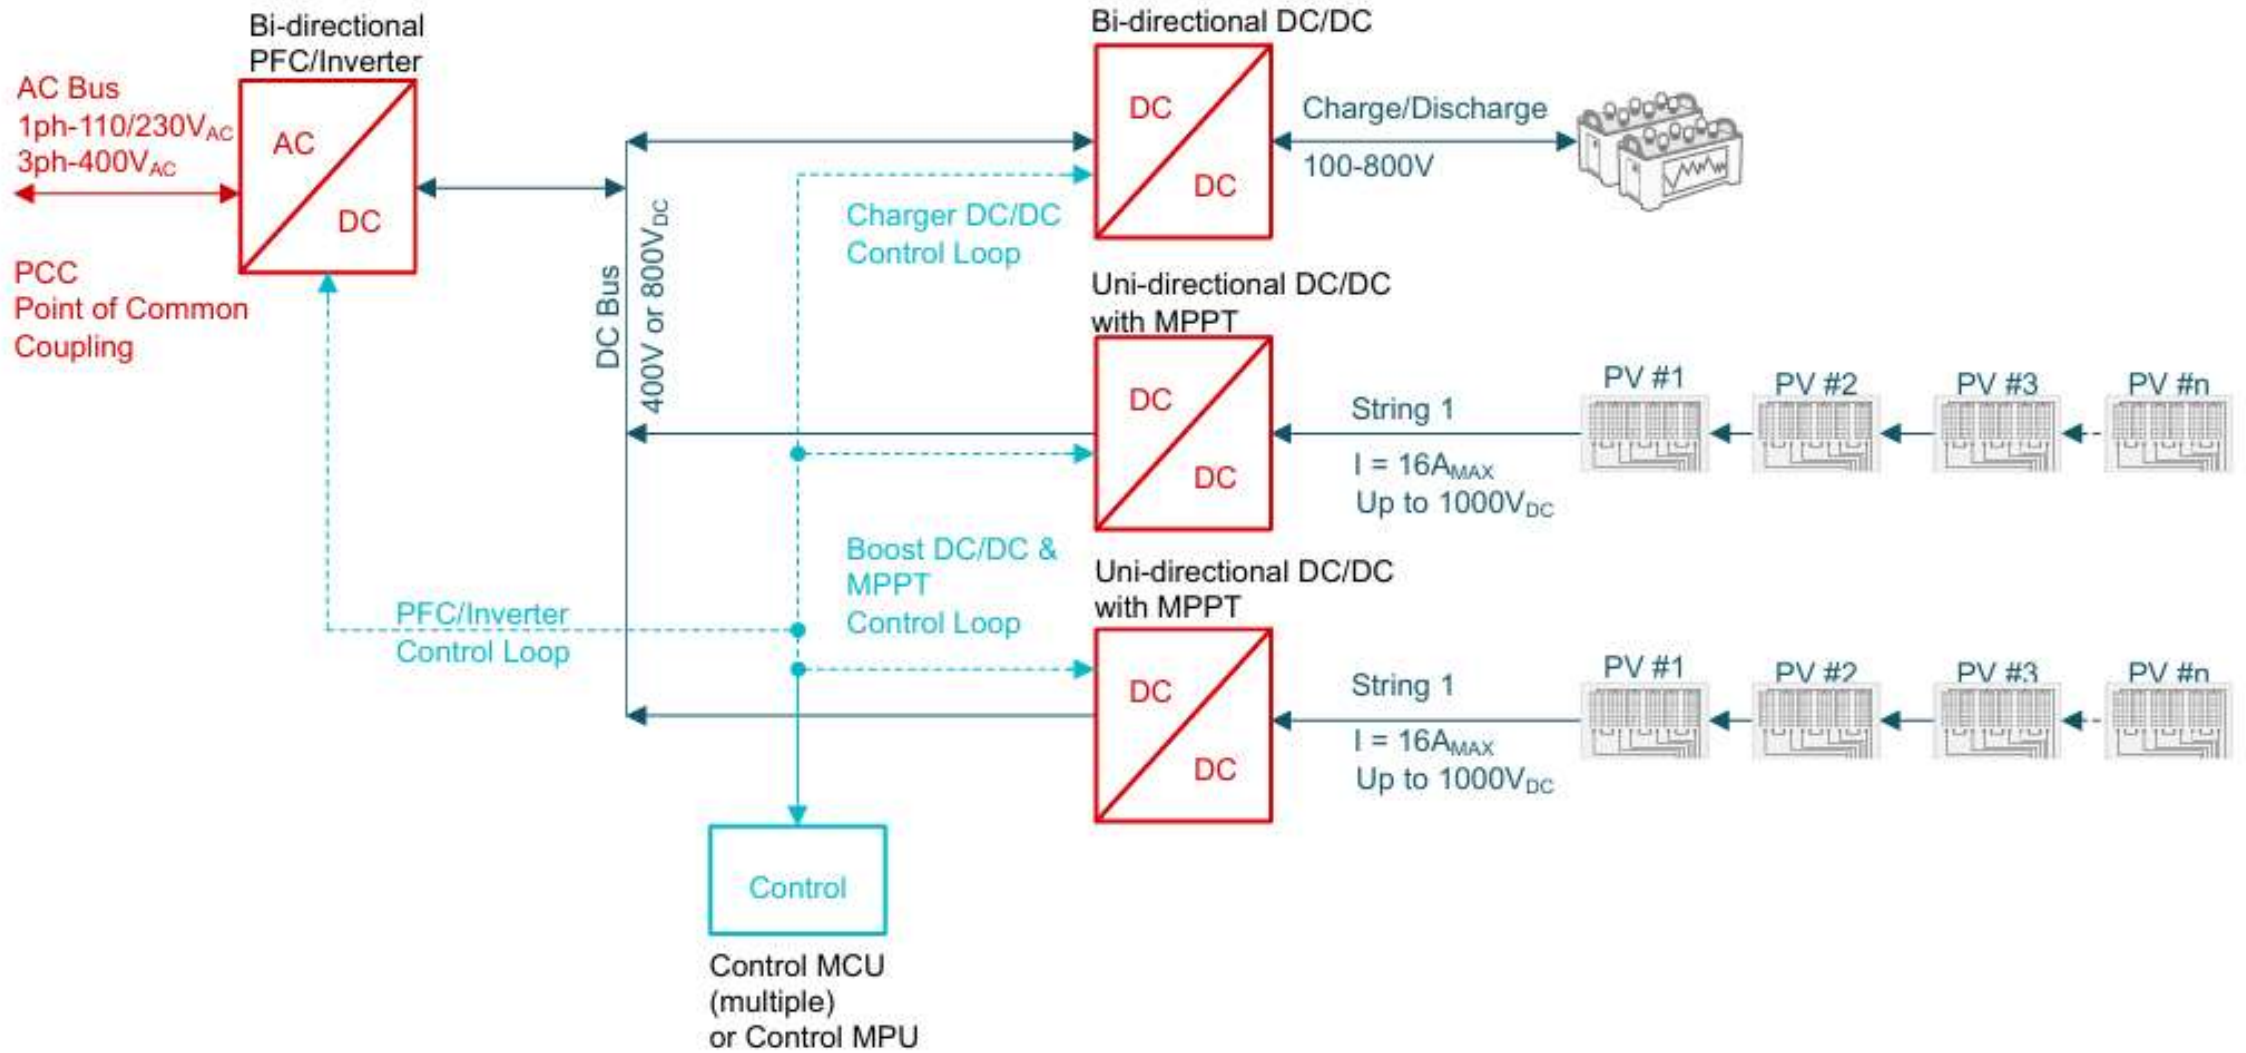 Bi-directional
PFC/Inverter
AC Bus
1ph-110/230VAC
3ph-400VAC
AC
DC
PCC
Point of Common
Coupling
DC Bus
400V or 800VDC
Bi-directional DC/DC
DC
DC
Charge/Discharge
100-800V
Charger DC/DC
Control Loop
Uni-directional DC/DC
with MPPT
DC
DC
String 1
I = 16AMAX
Up to 1000VDC
PV #1
PV #2
PV #3
PV #n
Boost DC/DC &
MPPT
Control Loop
PFC/Inverter
Control Loop
Uni-directional DC/DC
with MPPT
DC
DC
String 1
I = 16AMAX
Up to 1000VDC
PV #1
PV #2
PV #3
PV #n
Control
Control MCU
(multiple)
or Control MPU